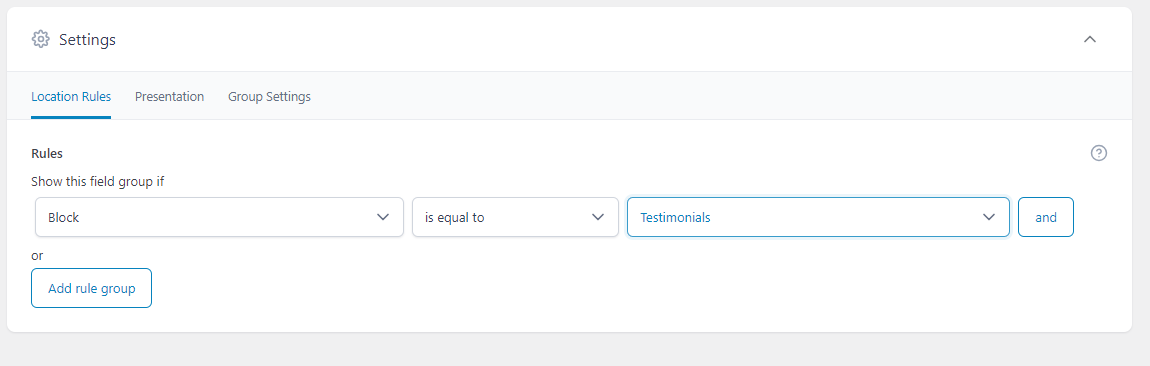 Settings
Location Rules Presentation Group Settings
Rules
Show this field group if
Block is equal to Testimonials and
or
Add rule group